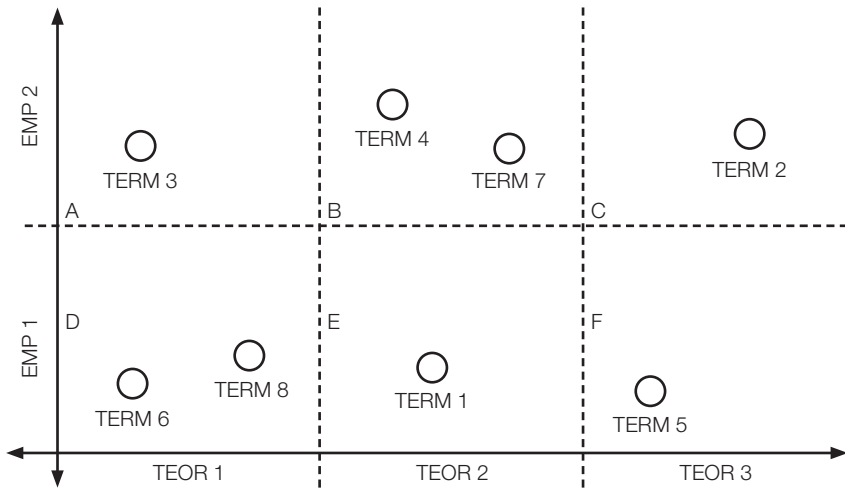 EMP 2
TERM 3
TERM 4
TERM 7
TERM 2
A
B
C
EMP 1
D
E
F
TERM 6
TERM 8
TERM 1
TERM 5
TEOR 1
TEOR 2
TEOR 3